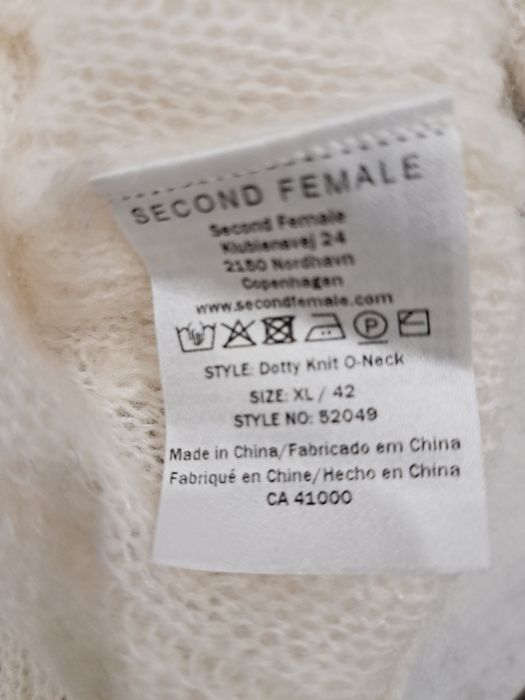 SECOND FEMALE
Second Female
Klubiensvej 24
2150 Nordhavn
Copenhagen
www.secondfemale.com
P
STYLE: Dotty Knit O-Neck
SIZE: XL / 42
STYLE NO: 52049
Made in China/Fabricado em China
Fabriqué en Chine/Hecho en China
CA 41000